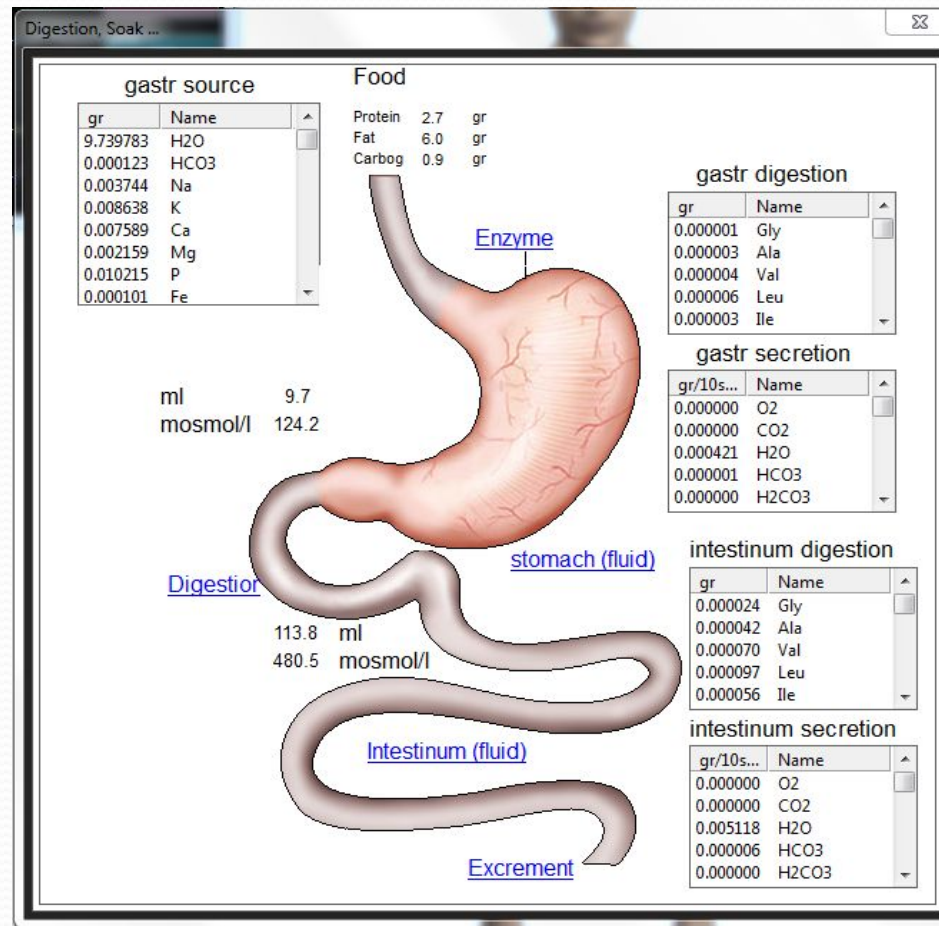 Digestion, Soak ...
gastr source
gr Name
9.739783 H2O
0.000123 HCO3
0.003744 Na
0.008638 K
0.007589 Ca
0.002159 Mg
0.010215 P
0.000101 Fe
Food
Protein 2.7 gr
Fat 6.0 gr
Carbog 0.9 gr
Enzyme
gastr digestion
gr Name
0.000001 Gly
0.000003 Ala
0.000004 Val
0.000006 Leu
0.000003 Ile
gastr secretion
gr/10s... Name
0.000000 O2
0.000000 CO2
0.000421 H2O
0.000001 HCO3
0.000000 H2CO3
ml 9.7
mosmol/l 124.2
stomach (fluid)
Digestior
113.8 ml
480.5 mosmol/l
intestinum digestion
gr Name
0.000024 Gly
0.000042 Ala
0.000070 Val
0.000097 Leu
0.000056 Ile
Intestinum (fluid)
intestinum secretion
gr/10s... Name
0.000000 O2
0.000000 CO2
0.005118 H2O
0.000006 HCO3
0.000000 H2CO3
Excrement